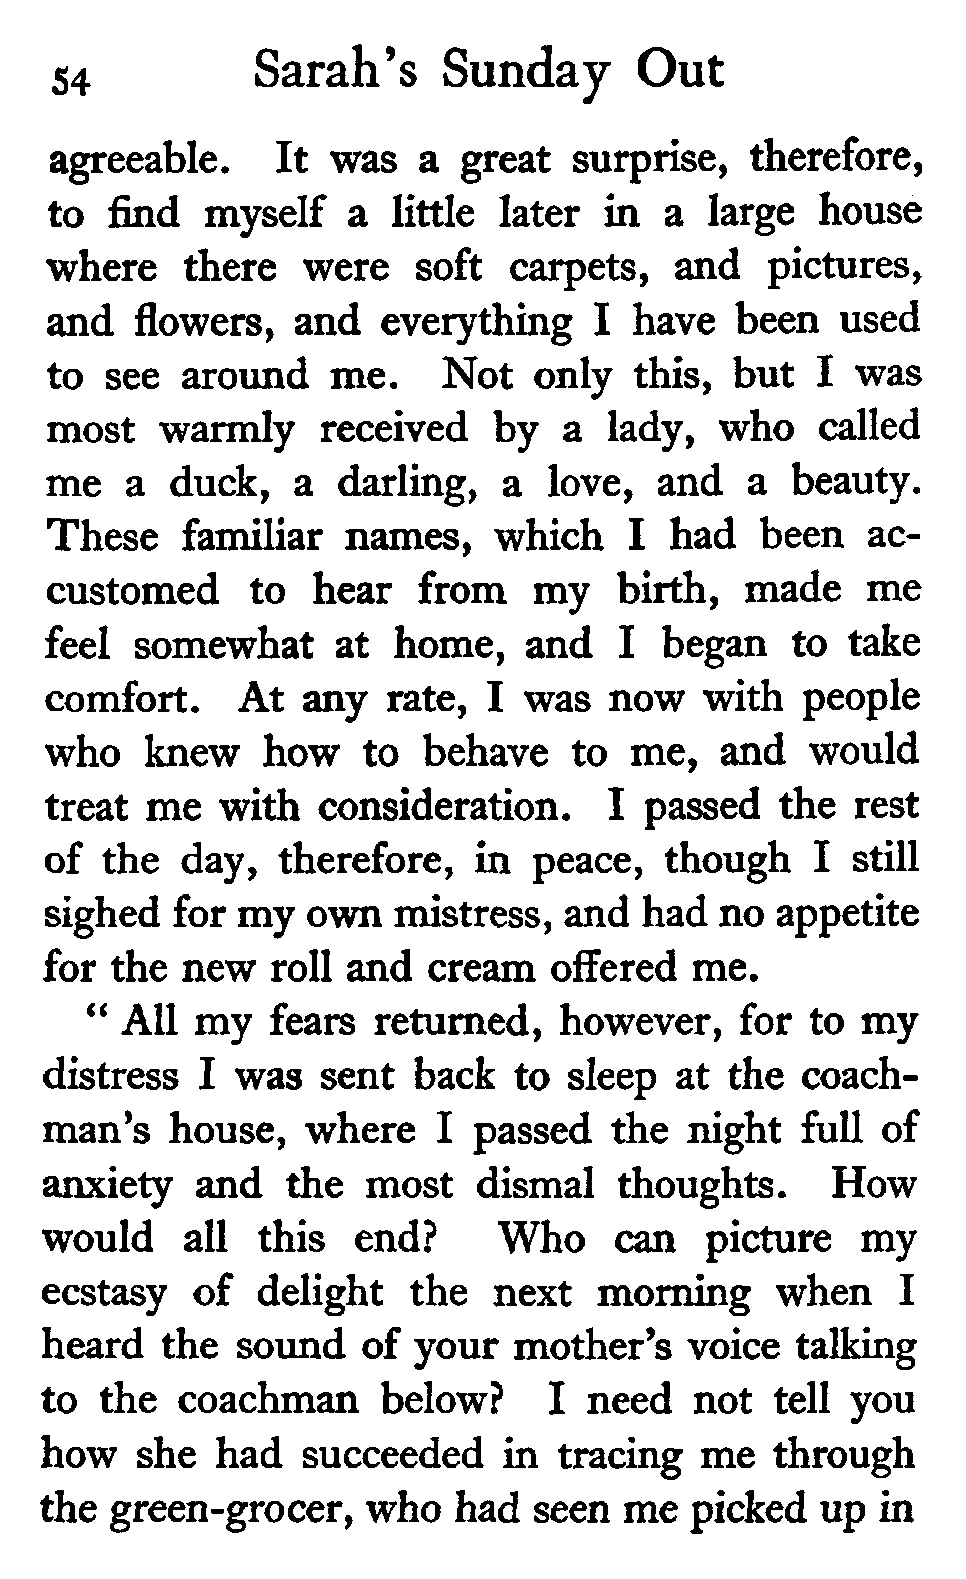 54 Sarah's Sunday Out
agreeable. It was a great surprise, therefore,
to find myself a little later in a large house
where there were soft carpets, and pictures,
and flowers, and everything I have been used
to see around me. Not only this, but I was
most warmly received by a lady, who called
me a duck, a darling, a love, and a beauty.
These familiar names, which I had been ac-
customed to hear from my birth, made me
feel somewhat at home, and I began to take
comfort. At any rate, I was now with people
who knew how to behave to me, and would
treat me with consideration. I passed the rest
of the day, therefore, in peace, though I still
sighed for my own mistress, and had no appetite
for the new roll and cream offered me.
“ All my fears returned, however, for to my
distress I was sent back to sleep at the coach-
man's house, where I passed the night full of
anxiety and the most dismal thoughts. How
would all this end? Who can picture my
ecstasy of delight the next morning when I
heard the sound of your mother's voice talking
to the coachman below? I need not tell you
how she had succeeded in tracing me through
the green-grocer, who had seen me picked up in